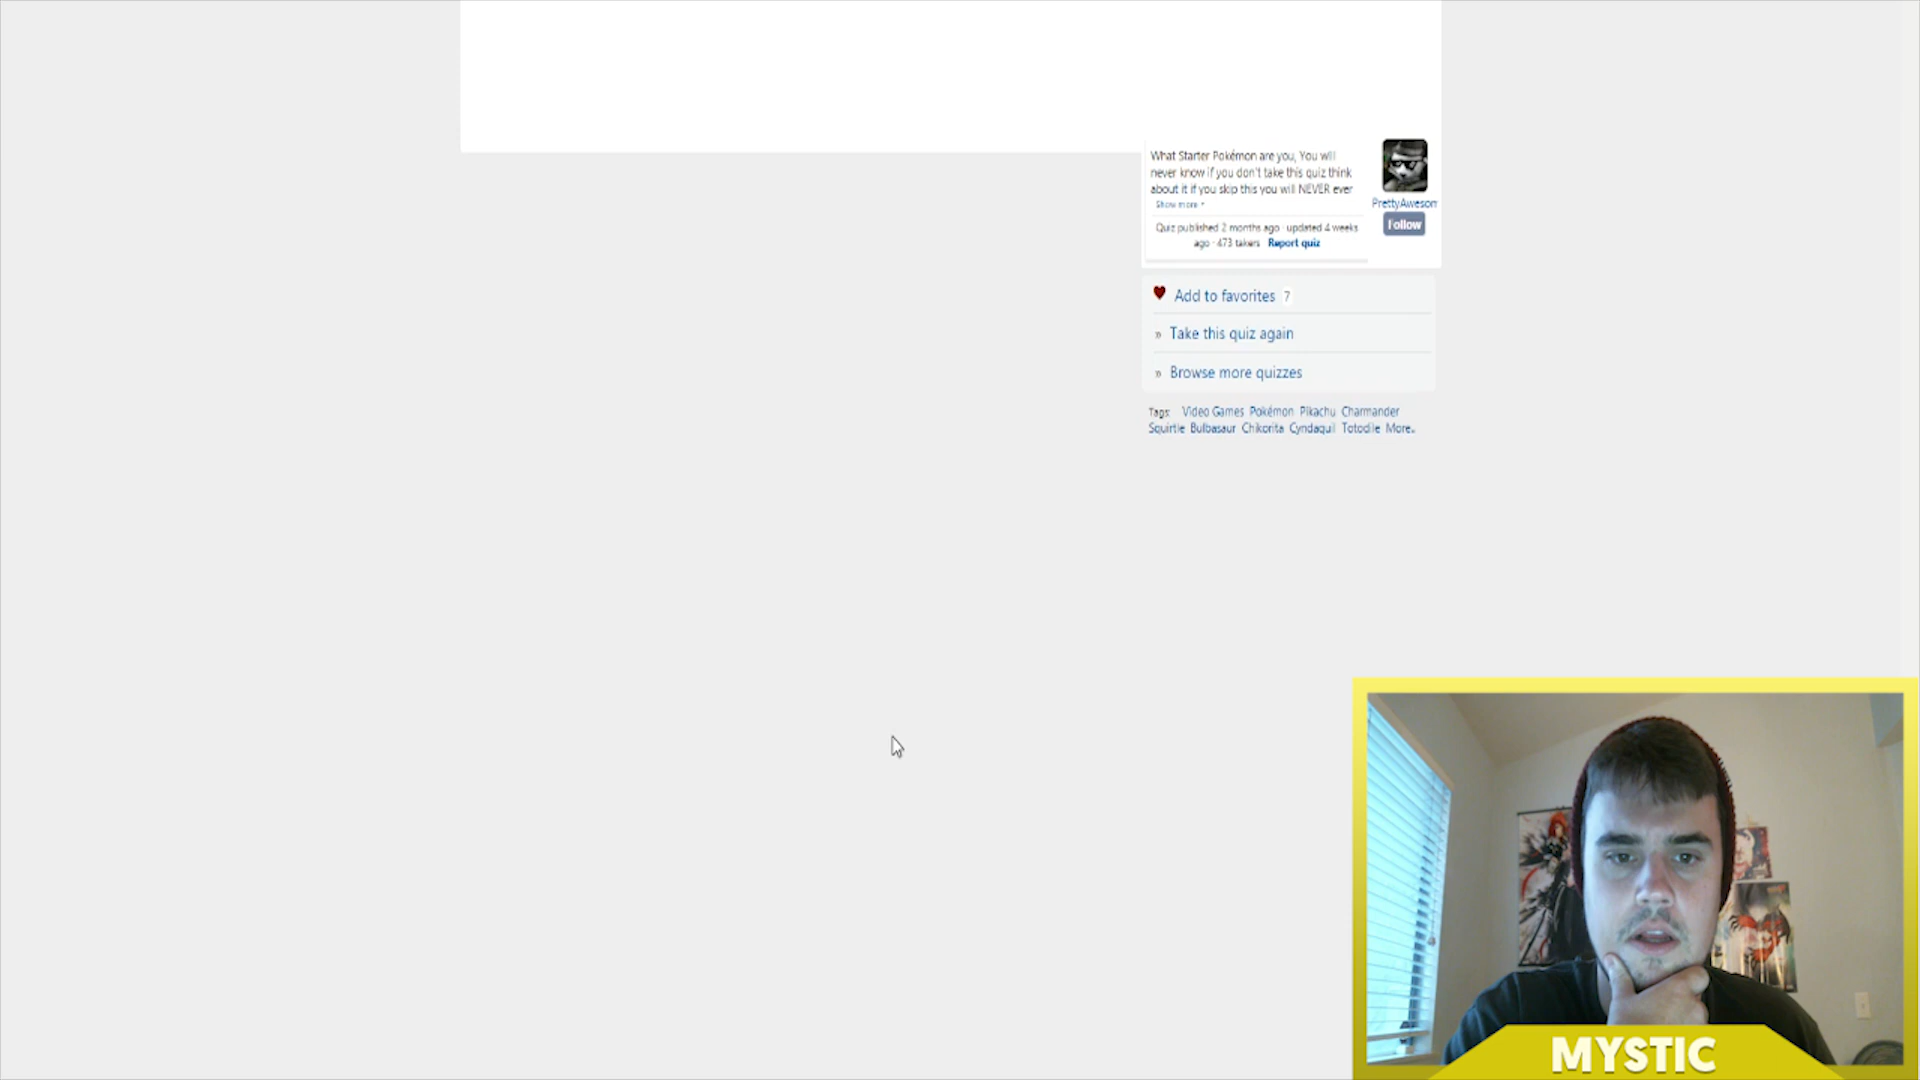 What Starter Pokémon are you, You will
never know if you don't take this quiz think
about it if you skip this you will NEVER ever
Show more
PrettyAwesom
Follow
Quiz published 2 months ago · updated 4 weeks
ago · 473 takers Report quiz
Add to favorites 7
» Take this quiz again
» Browse more quizzes
Tags: Video Games Pokémon Pikachu Charmander
Squirtle Bulbasaur Chikorita Cyndaquil Totodile More..
MYSTIC